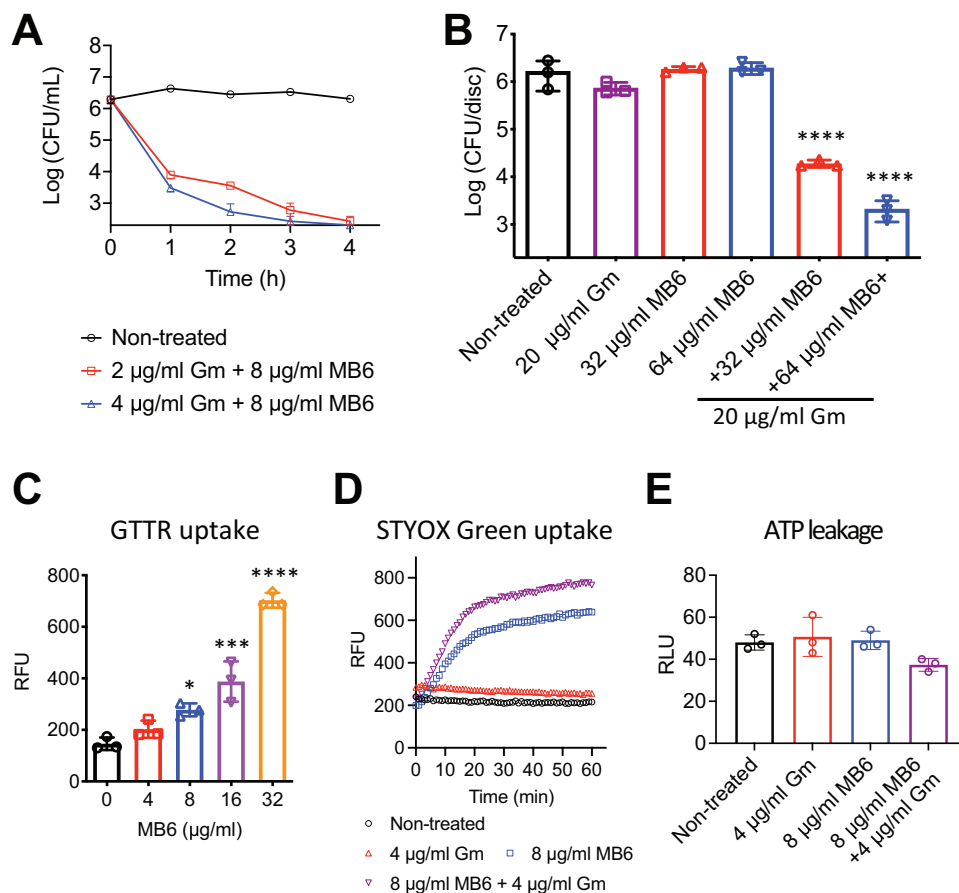 A
Log (CFU/mL)
8
7
6
5
4
3
0 1 2 3 4
Time (h)
Non-treated
2 µg/ml Gm + 8 µg/ml MB6
4 µg/ml Gm + 8 µg/ml MB6
B
Log (CFU/disc)
7
6
5
4
3
****
****
Non-treated
20 µg/ml Gm
32 µg/ml MB6
64 µg/ml MB6
+32 µg/ml MB6
+64 µg/ml MB6+
20 µg/ml Gm
C
GTTR uptake
RFU
800
600
400
200
0
*
***
****
0 4 8 16 32
MB6 (µg/ml)
D
STYOX Green uptake
RFU
800
600
400
200
0 10 20 30 40 50 60
Time (min)
Non-treated
4 µg/ml Gm
8 µg/ml MB6
8 µg/ml MB6 + 4 µg/ml Gm
E
ATP leakage
RLU
80
60
40
20
0
Non-treated
4 µg/ml Gm
8 µg/ml MB6
8 µg/ml MB6
+4 µg/ml Gm